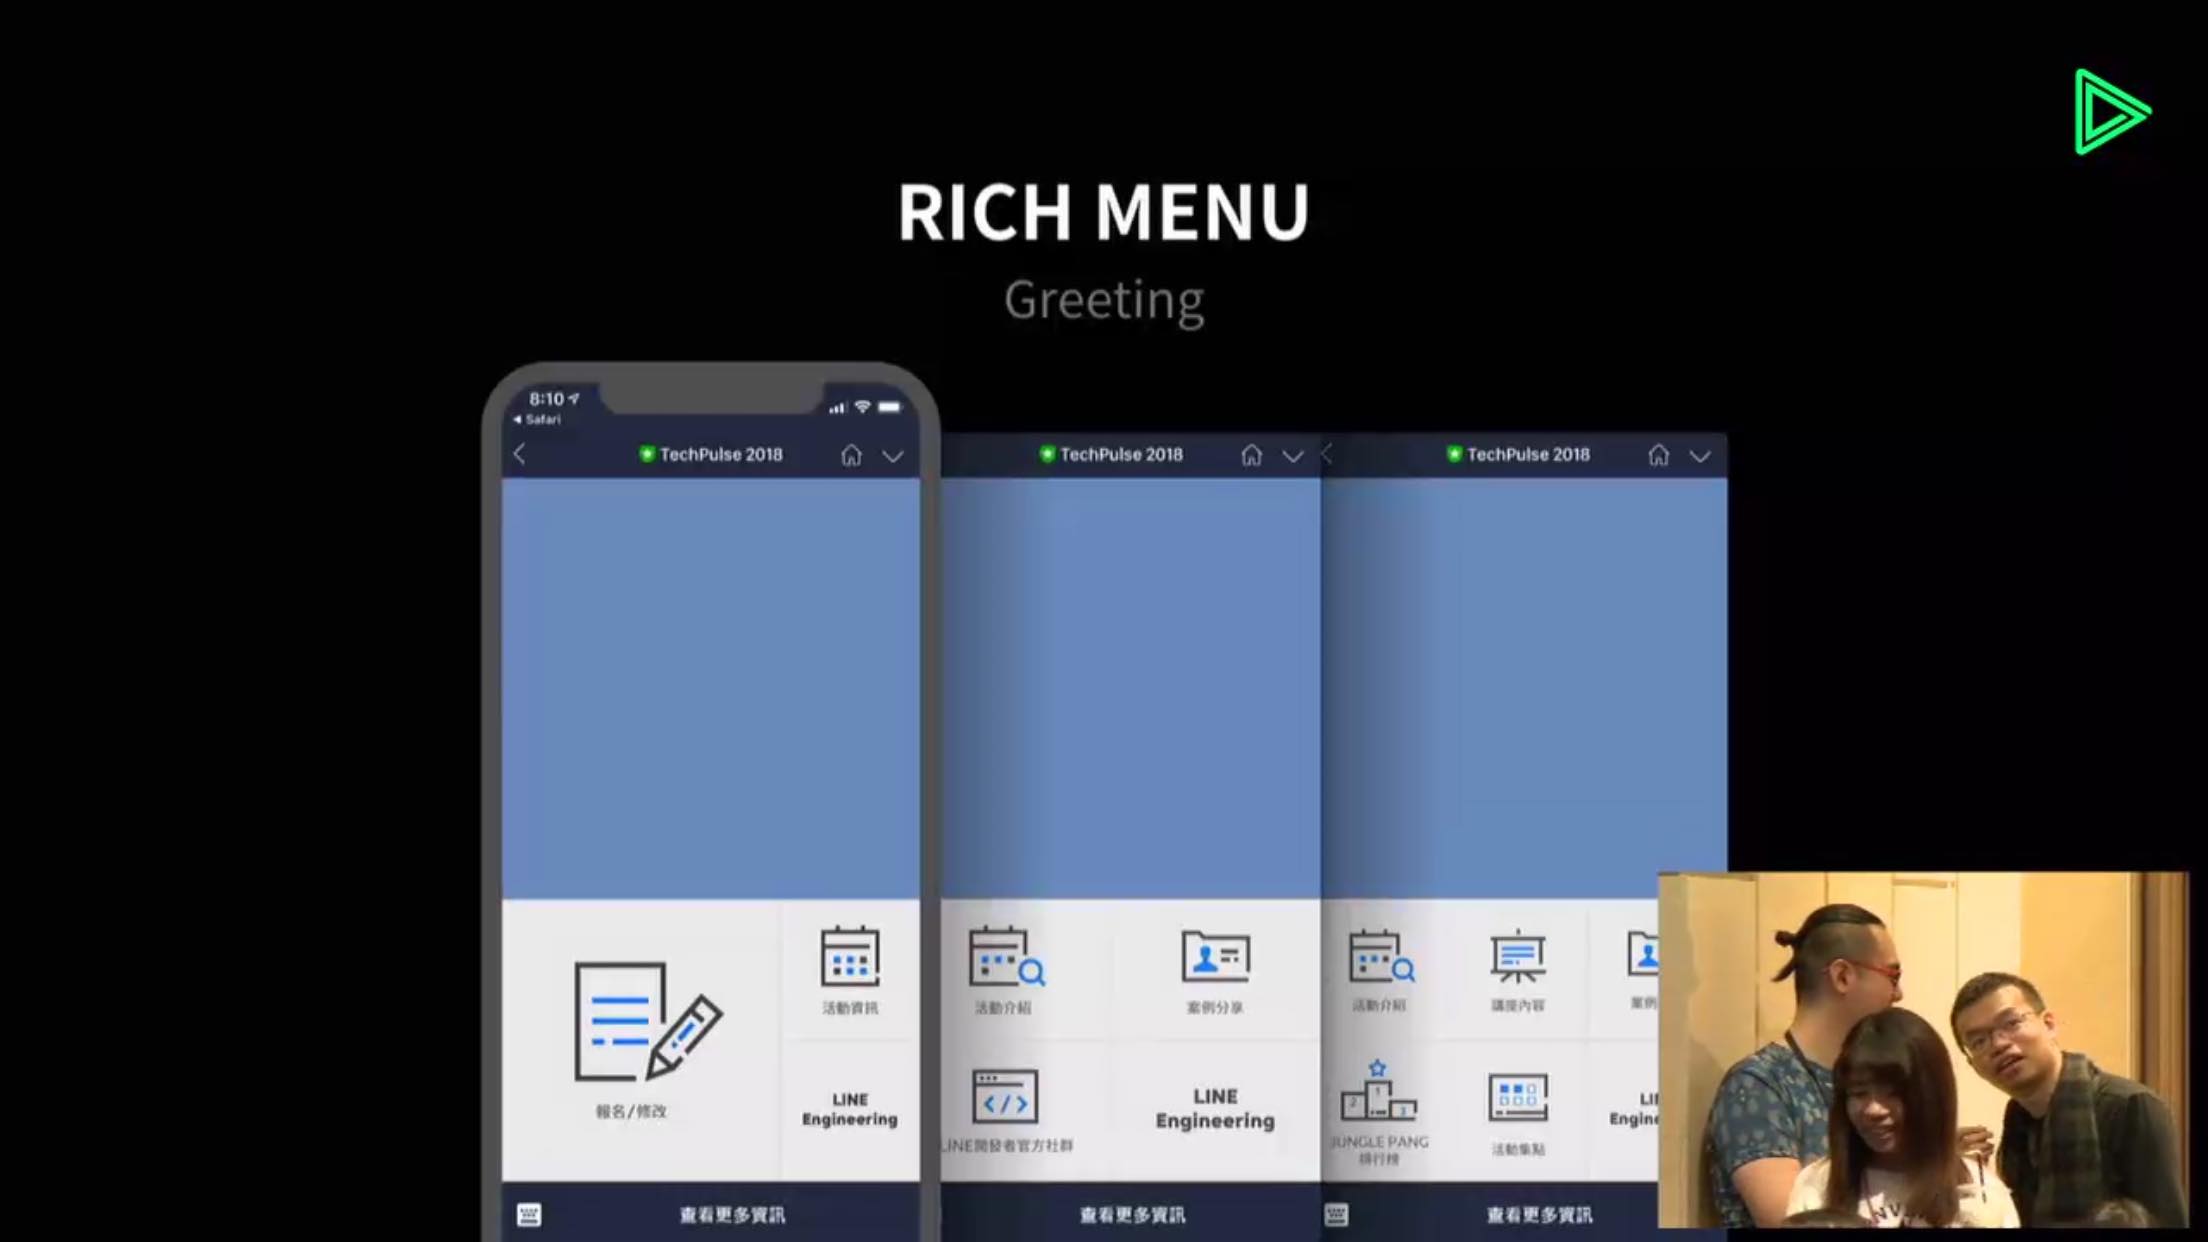 RICH MENU
Greeting
8:10
Safari
TechPulse 2018
TechPulse 2018
TechPulse 2018
報名/修改
活動資訊
LINE
Engineering
活動介紹
案例分享
LINE開發者官方社群
LINE
Engineering
活動介紹
講座內容
案例
JUNGLE PANG
排行榜
活動集點
LI
Engine
查看更多資訊
查看更多資訊
查看更多資訊